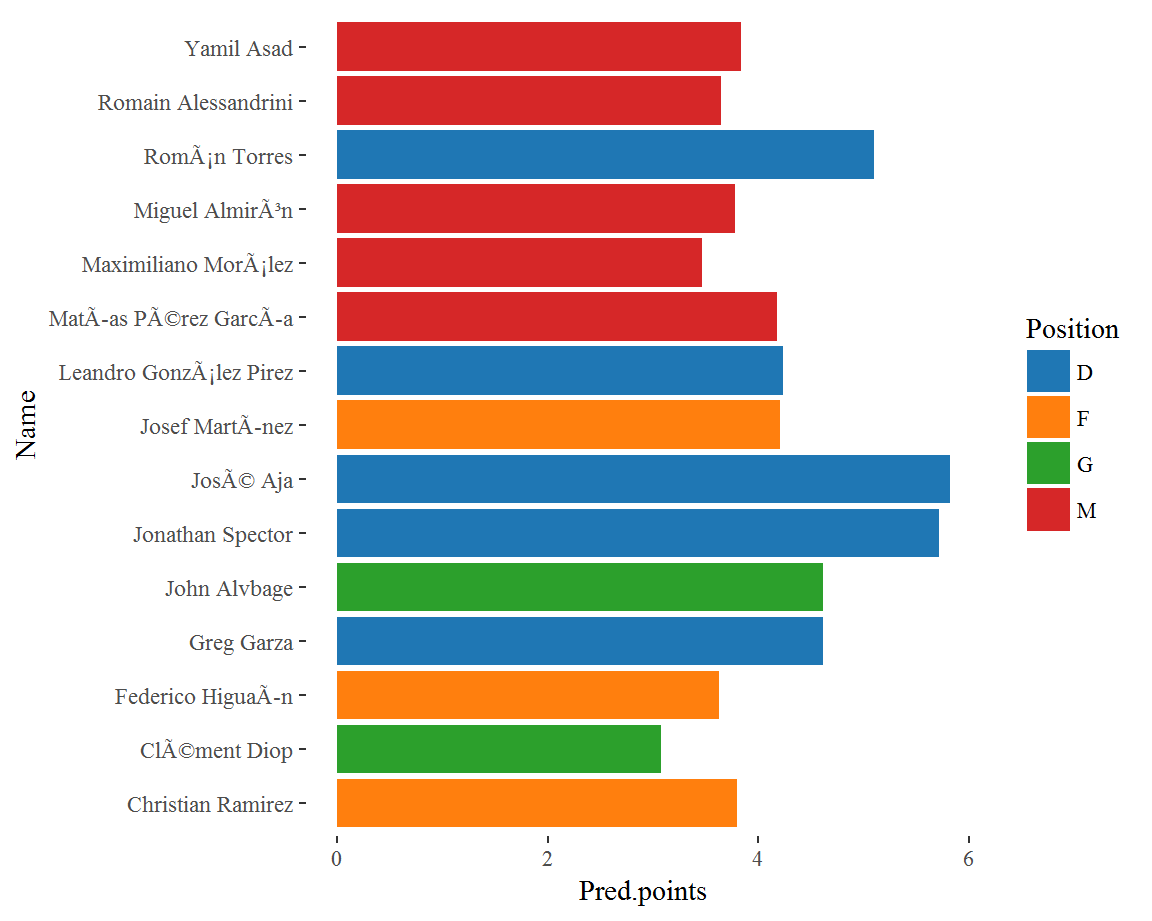 Yamil Asad
Romain Alessandrini
RomÃ¡n Torres
Miguel AlmirÃ³n
Maximiliano MorÃ¡lez
MatÃ-as PÃ©rez GarcÃ-a
Leandro GonzÃ¡lez Pirez
Josef MartÃ-nez
JosÃ© Aja
Jonathan Spector
John Alvbage
Greg Garza
Federico HiguaÃ-n
ClÃ©ment Diop
Christian Ramirez
Name
0 2 4 6
Pred.points
Position
D
F
G
M